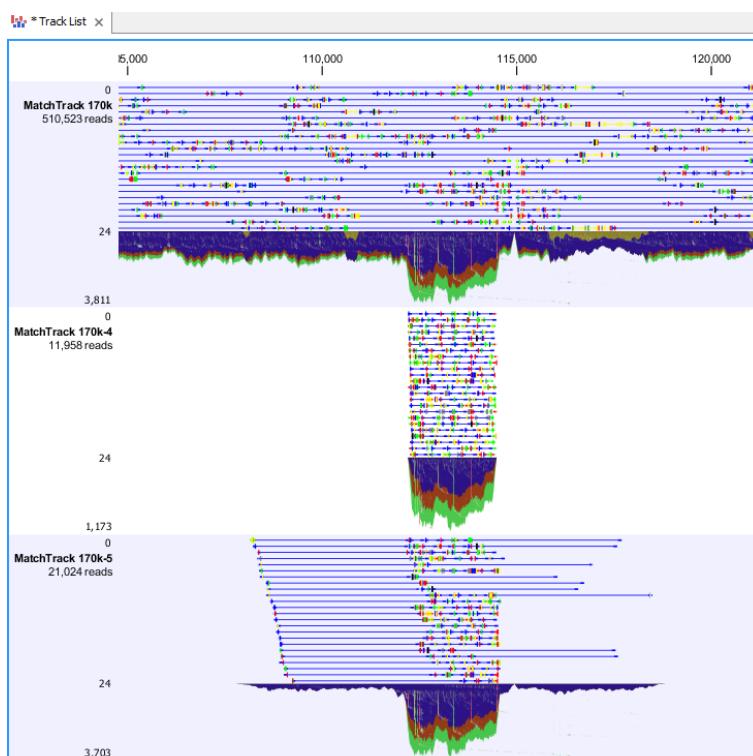 * Track List ×
5,000 110,000 115,000 120,000
0
MatchTrack 170k
510,523 reads
24
3,811
0
MatchTrack 170k-4
11,958 reads
24
1,173
0
MatchTrack 170k-5
21,024 reads
24
3,703